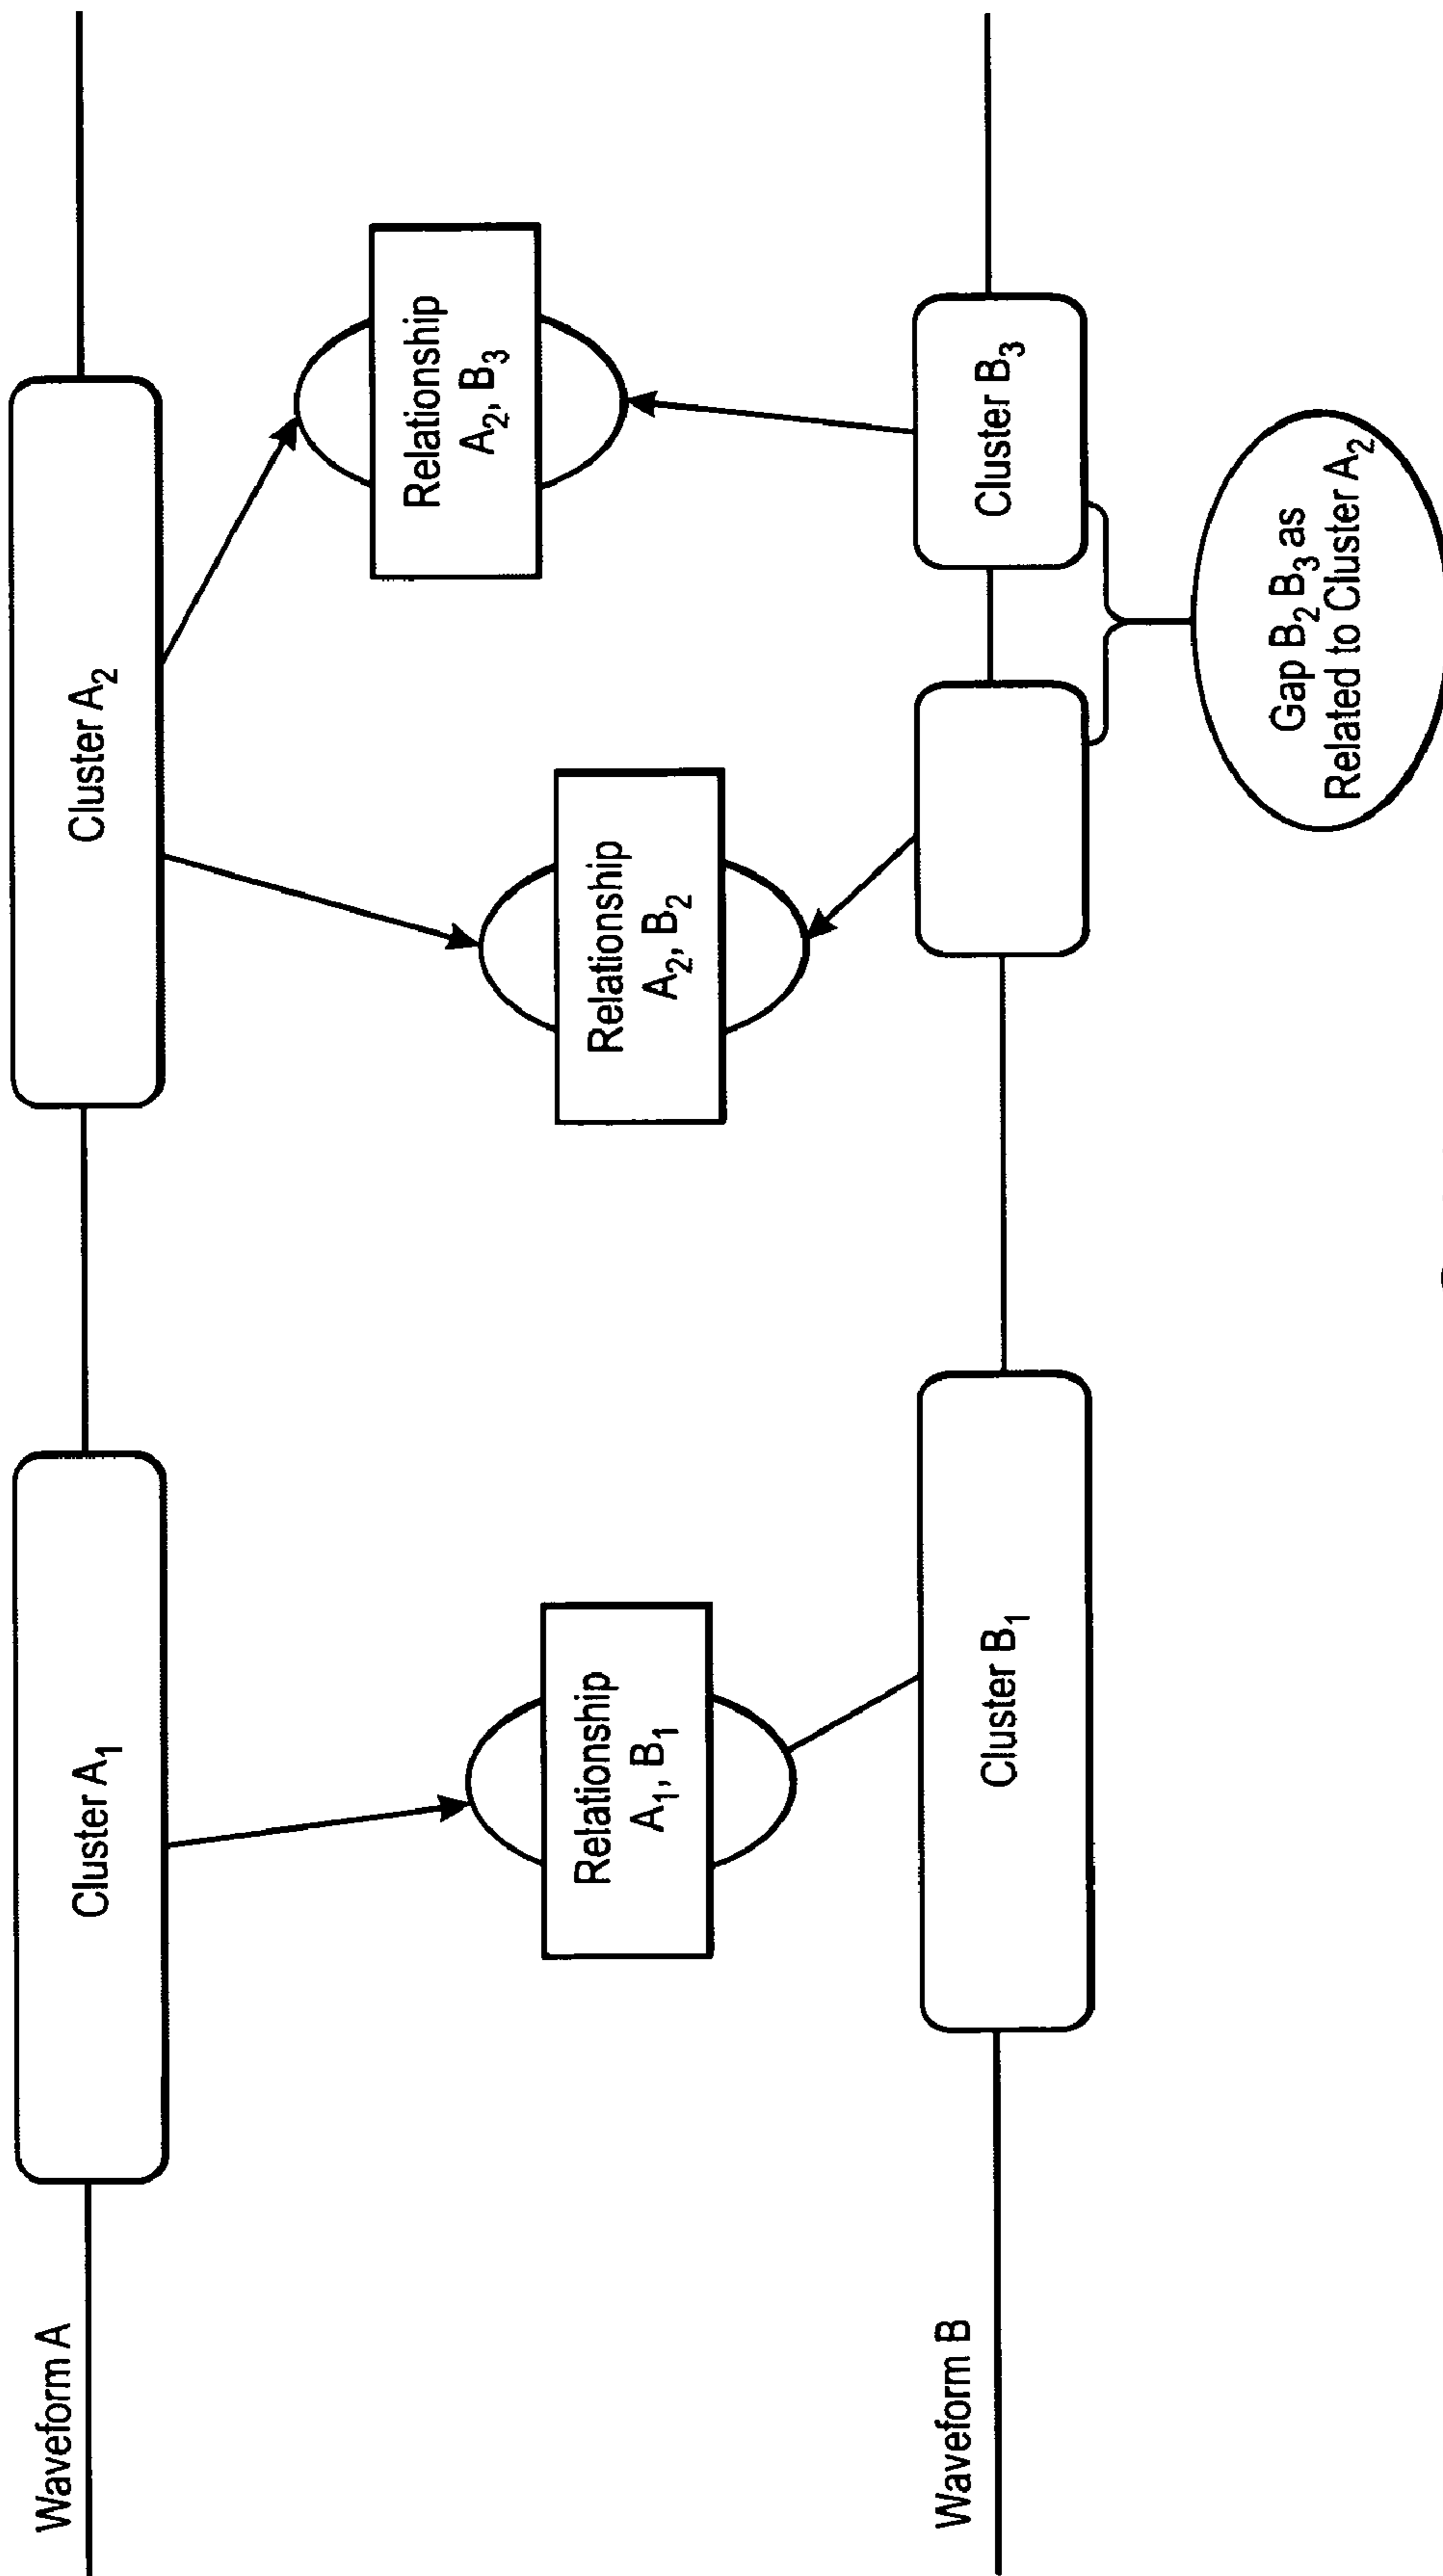 Waveform A
Cluster A₁
Cluster A₂
Relationship
A₁, B₁
Relationship
A₂, B₂
Relationship
A₂, B₃
Waveform B
Cluster B₁
Cluster B₃
Gap B₂ B₃ as
Related to Cluster A₂